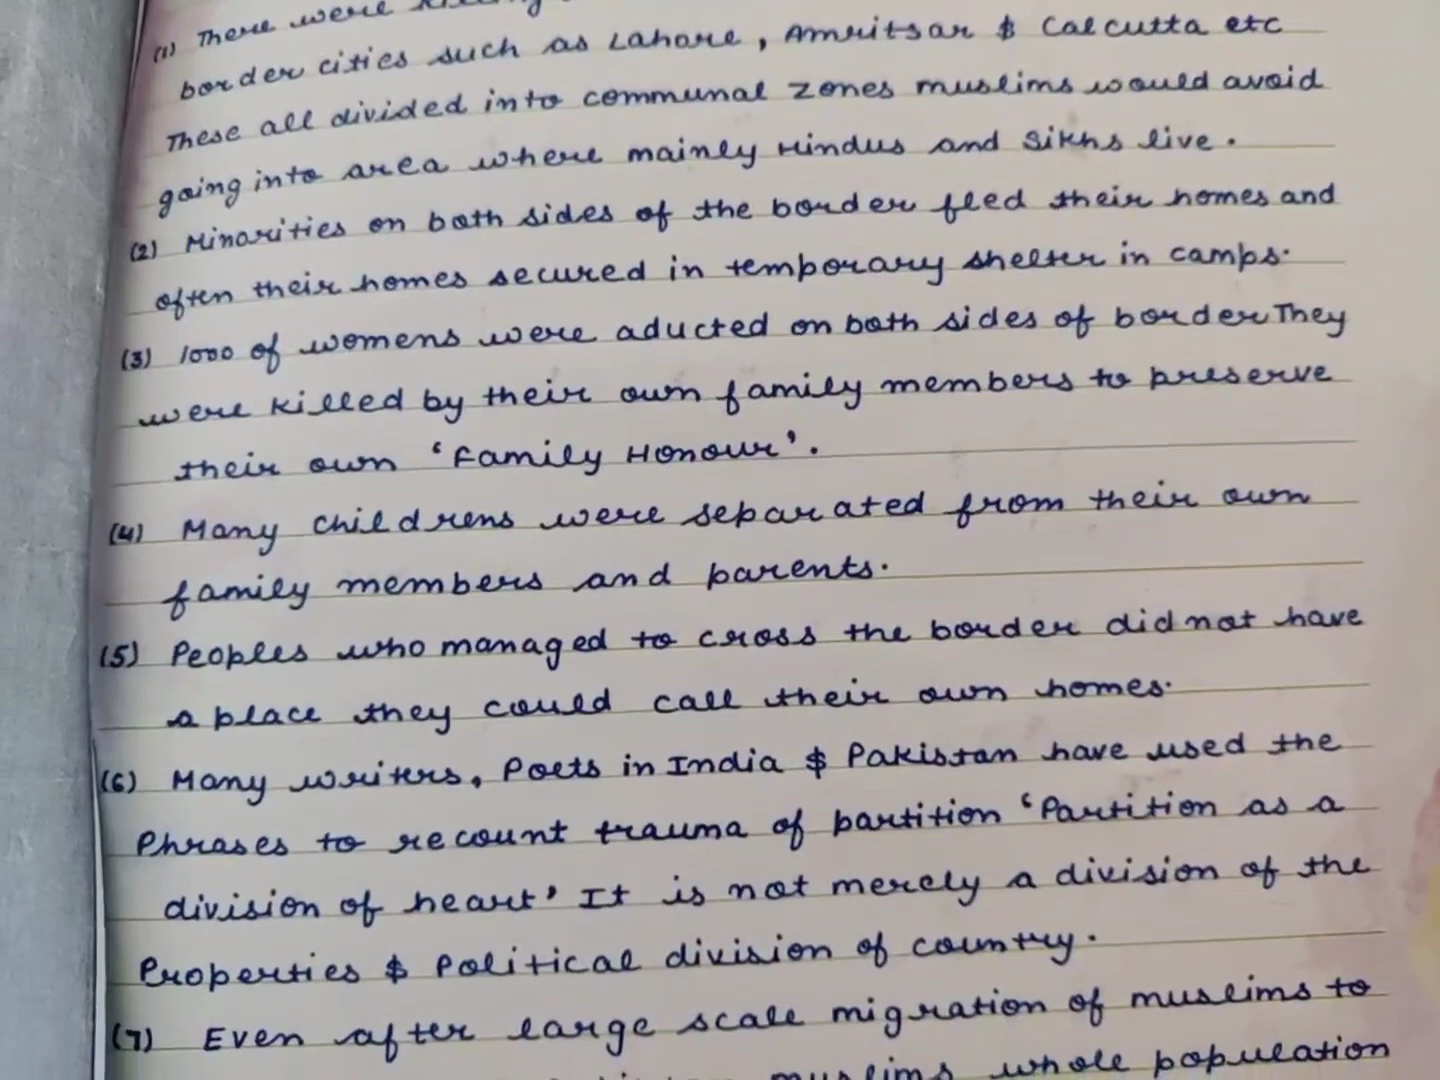 (1) There were
border cities such as Lahore, Amritsar & Calcutta etc
These all divided into communal zones muslims would avoid
going into area where mainly Hindus and Sikhs live.
(2) Minorities on both sides of the border fled their homes and
often their homes secured in temporary shelter in camps.
(3) 1000 of womens were aducted on both sides of border They
were killed by their own family members to preserve
their own 'Family Honour'.
(4) Many childrens were separated from their own
family members and parents.
(5) Peoples who managed to cross the border did not have
a place they could call their own homes.
(6) Many writers, Poets in India & Pakistan have used the
Phrases to recount trauma of partition 'Partition as a
division of heart' It is not merely a division of the
Properties & Political division of country.
(7) Even after large scale migration of muslims to
muslims whole population